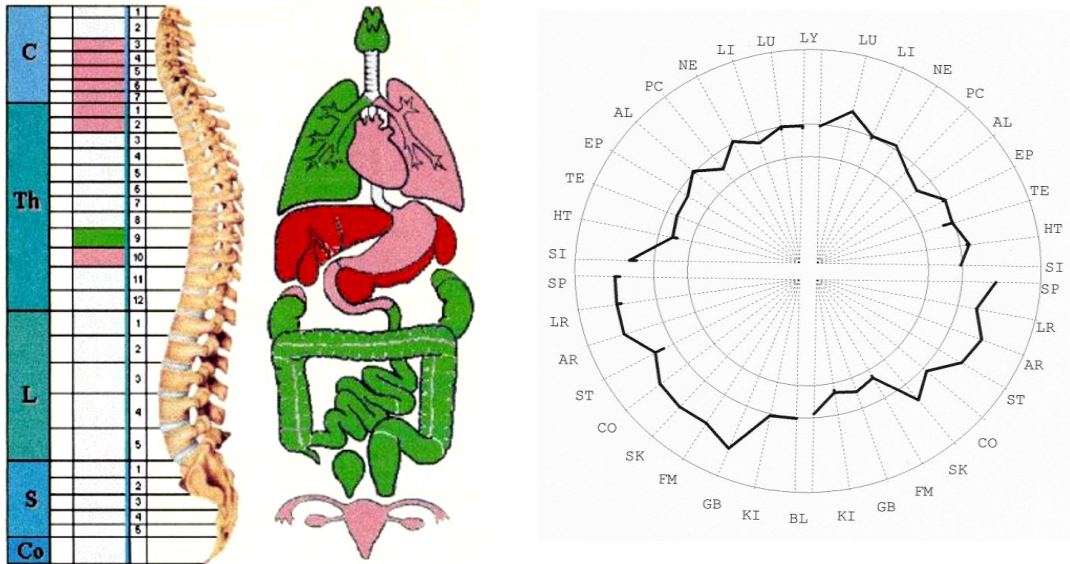 C
1
2
3
4
5
6
7
Th
1
2
3
4
5
6
7
8
9
10
11
12
L
1
2
3
4
5
S
1
2
3
4
5
Co
LY
LU
LI
NE
PC
AL
EP
TE
HT
SI
SP
LR
AR
ST
CO
SK
FM
GB
KI
BL
KI
GB
FM
SK
CO
ST
AR
LR
SP
SI
HT
TE
EP
AL
PC
NE
LI
LU